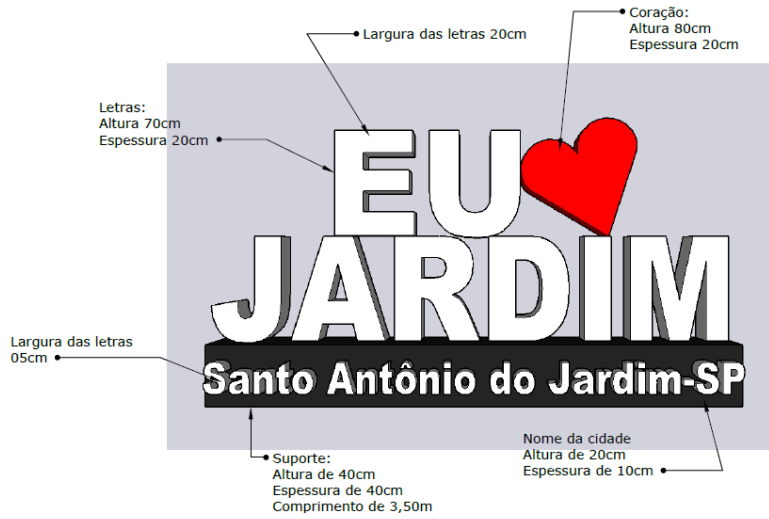 Largura das letras 20cm
Coração:
Altura 80cm
Espessura 20cm
Letras:
Altura 70cm
Espessura 20cm
EU
JARDIM
Largura das letras
05cm
Santo Antônio do Jardim-SP
Nome da cidade
Altura de 20cm
Espessura de 10cm
Suporte:
Altura de 40cm
Espessura de 40cm
Comprimento de 3,50m